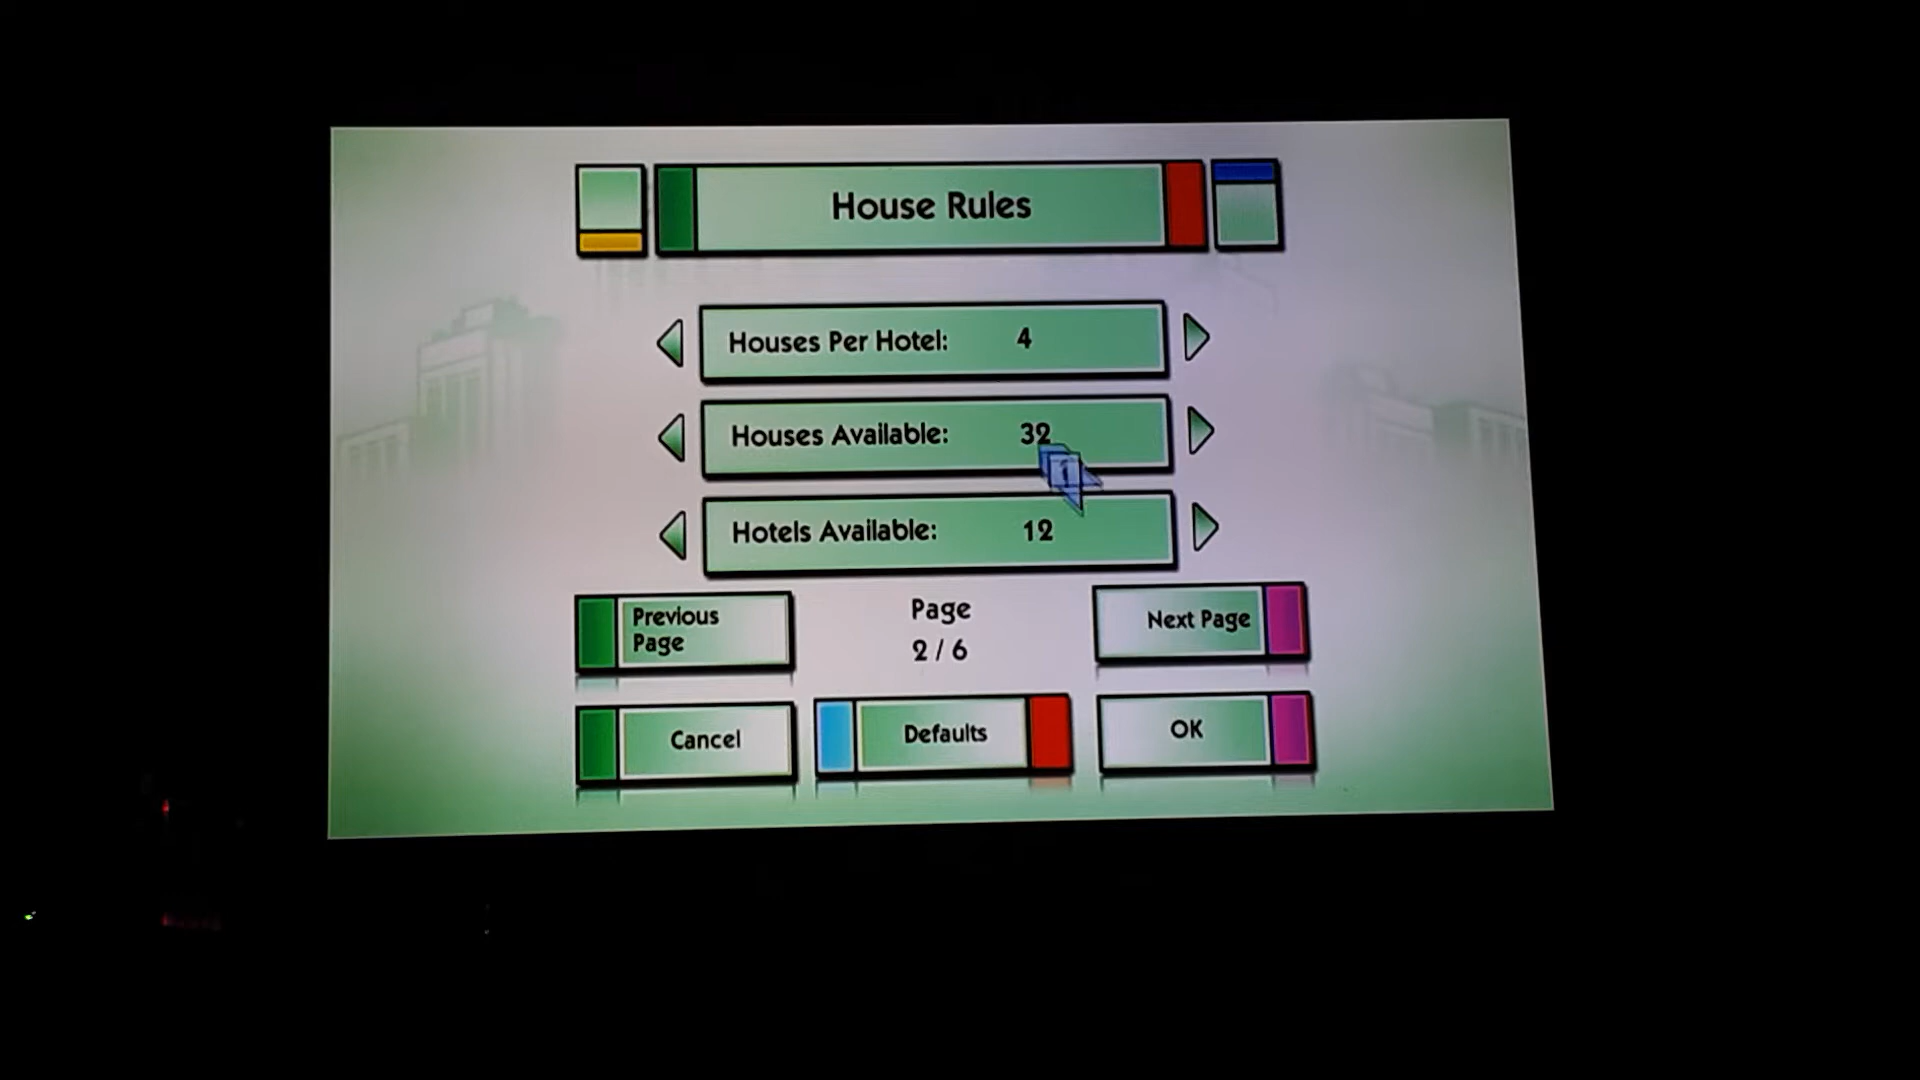 House Rules
Houses Per Hotel: 4
Houses Available: 32
1
Hotels Available: 12
Previous
Page
Page
2 / 6
Next Page
Cancel
Defaults
OK